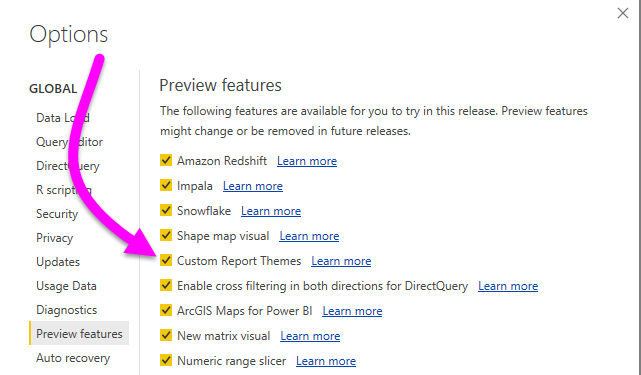 Options
GLOBAL
Data Load
Query Editor
DirectQuery
R scripting
Security
Privacy
Updates
Usage Data
Diagnostics
Preview features
Auto recovery
Preview features
The following features are available for you to try in this release. Preview features
might change or be removed in future releases.
Amazon Redshift Learn more
Impala Learn more
Snowflake Learn more
Shape map visual Learn more
Custom Report Themes Learn more
Enable cross filtering in both directions for DirectQuery Learn more
ArcGIS Maps for Power BI Learn more
New matrix visual Learn more
Numeric range slicer Learn more